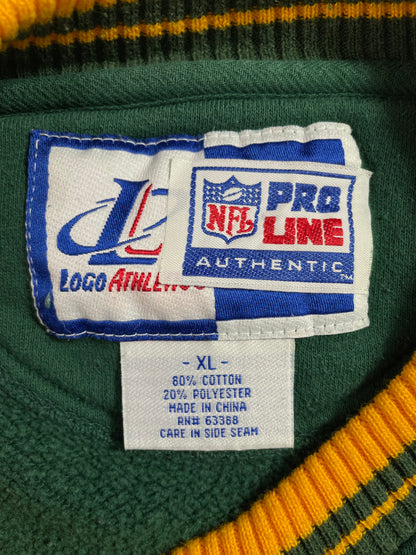 LOGO ATHLETIC
NFL
PRO
LINE
AUTHENTIC™
- XL -
80% COTTON
20% POLYESTER
MADE IN CHINA
RN# 63368
CARE IN SIDE SEAM